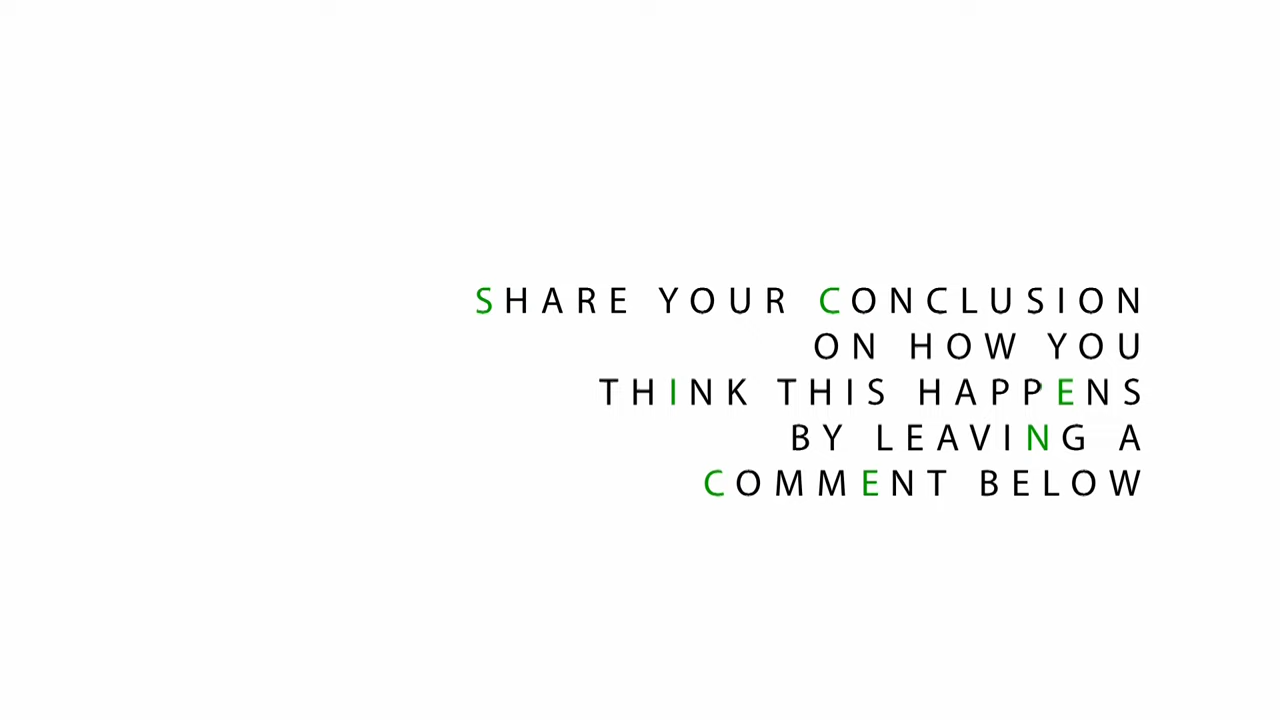 SHARE YOUR CONCLUSION
ON HOW YOU
THINK THIS HAPPENS
BY LEAVING A
COMMENT BELOW